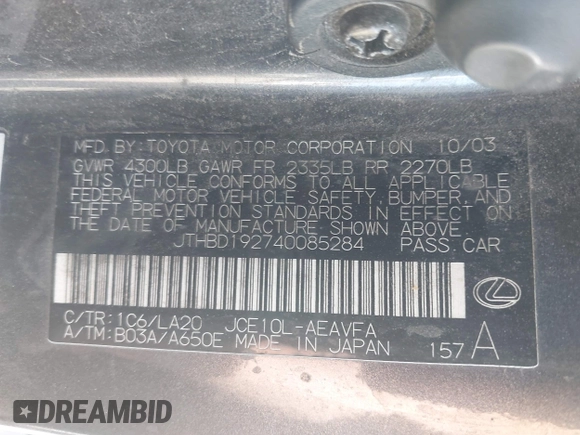 MFD BY: TOYOTA MOTOR CORPORATION 10/03
GVWR 4300LB GAWR FR 2335LB RR 2270LB
THIS VEHICLE CONFORMS TO ALL APPLICABLE
FEDERAL MOTOR VEHICLE SAFETY, BUMPER, AND
THEFT PREVENTION STANDARDS IN EFFECT ON
THE DATE OF MANUFACTURE SHOWN ABOVE
JTHBD192740085284 PASS. CAR
C/TR: 1C6/LA20 JCE10L-AEAVFA
A/TM: B03A/A650E MADE IN JAPAN 157 A
DREAMBID